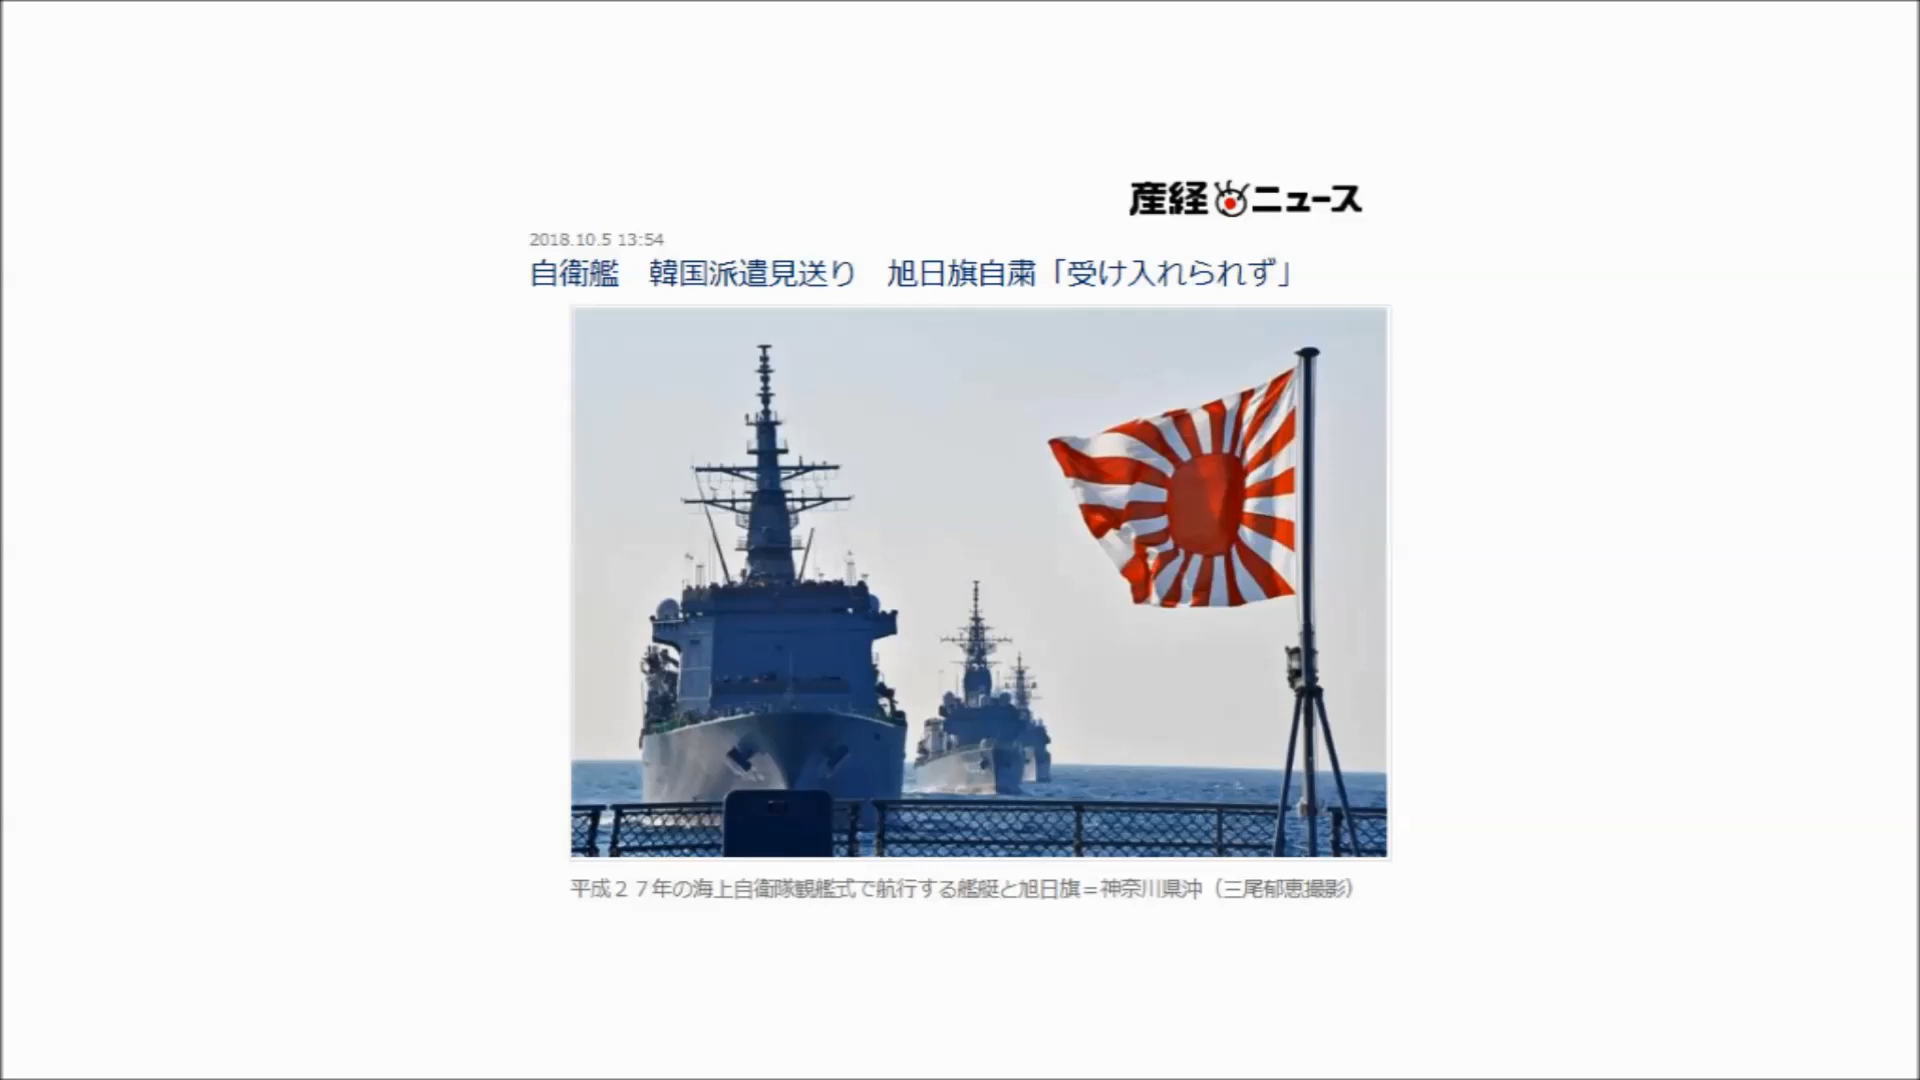 産経ニュース
2018.10.5 13:54
自衛艦　韓国派遣見送り　旭日旗自粛「受け入れられず」
平成２７年の海上自衛隊観艦式で航行する艦艇と旭日旗＝神奈川県沖（三尾郁恵撮影）